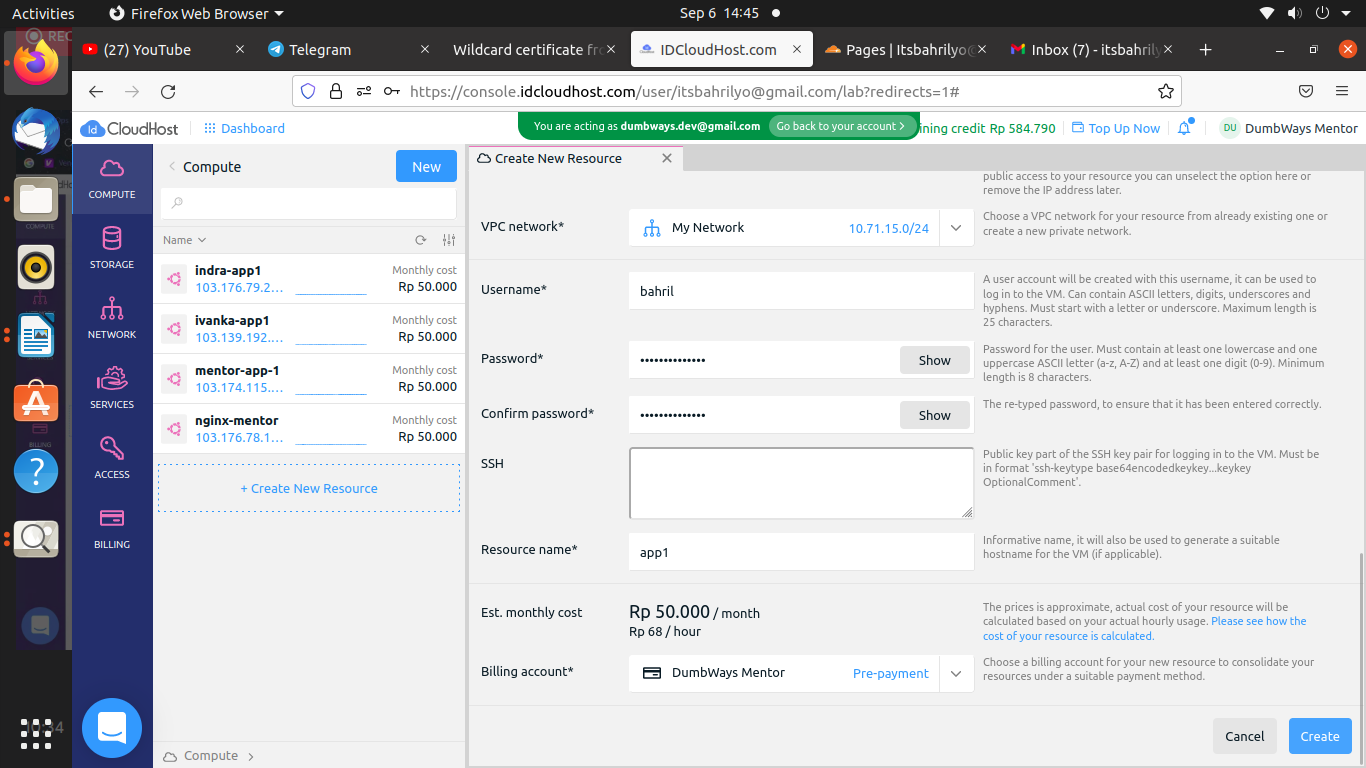 Activities
Firefox Web Browser
Sep 6 14:45
REC
(27) YouTube
Telegram
Wildcard certificate fro
IDCloudHost.com
Pages | Itsbahrilyo@
Inbox (7) - itsbahrily
https://console.idcloudhost.com/user/itsbahrilyo@gmail.com/lab?redirects=1#
Id CloudHost
Dashboard
You are acting as dumbways.dev@gmail.com
Go back to your account >
ining credit Rp 584.790
Top Up Now
DU
DumbWays Mentor
COMPUTE
STORAGE
NETWORK
SERVICES
ACCESS
BILLING
Compute
New
Name
indra-app1
Monthly cost
103.176.79.2...
Rp 50.000
ivanka-app1
Monthly cost
103.139.192....
Rp 50.000
mentor-app-1
Monthly cost
103.174.115....
Rp 50.000
nginx-mentor
Monthly cost
103.176.78.1...
Rp 50.000
+ Create New Resource
Compute >
Create New Resource
public access to your resource you can unselect the option here or
remove the IP address later.
VPC network*
My Network
10.71.15.0/24
Choose a VPC network for your resource from already existing one or
create a new private network.
Username*
bahril
A user account will be created with this username, it can be used to
log in to the VM. Can contain ASCII letters, digits, underscores and
hyphens. Must start with a letter or underscore. Maximum length is
25 characters.
Password*
••••••••••••••
Show
Password for the user. Must contain at least one lowercase and one
uppercase ASCII letter (a-z, A-Z) and at least one digit (0-9). Minimum
length is 8 characters.
Confirm password*
••••••••••••••
Show
The re-typed password, to ensure that it has been entered correctly.
SSH
Public key part of the SSH key pair for logging in to the VM. Must be
in format 'ssh-keytype base64encodedkeykey...keykey
OptionalComment'.
Resource name*
app1
Informative name, it will also be used to generate a suitable
hostname for the VM (if applicable).
Est. monthly cost
Rp 50.000 / month
Rp 68 / hour
The prices is approximate, actual cost of your resource will be
calculated based on your actual hourly usage. Please see how the
cost of your resource is calculated.
Billing account*
DumbWays Mentor
Pre-payment
Choose a billing account for your new resource to consolidate your
resources under a suitable payment method.
Cancel
Create